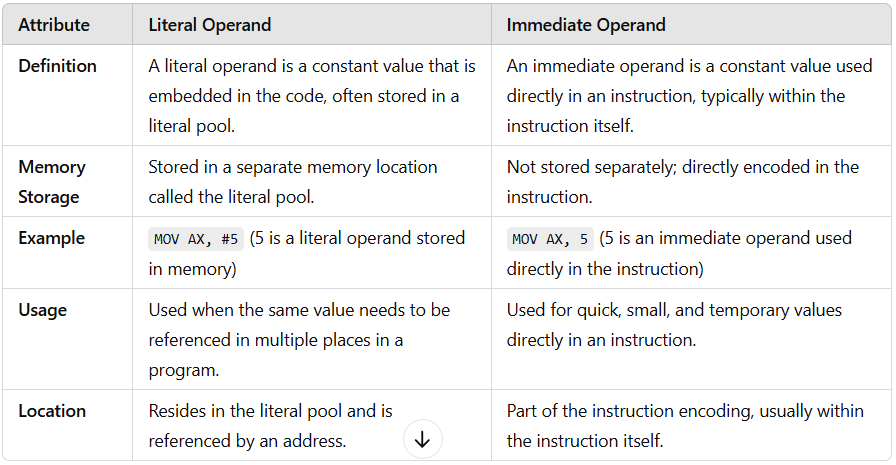 Attribute Literal Operand Immediate Operand
Definition A literal operand is a constant value that is An immediate operand is a constant value used
embedded in the code, often stored in a directly in an instruction, typically within the
literal pool. instruction itself.
Memory Stored in a separate memory location Not stored separately; directly encoded in the
Storage called the literal pool. instruction.
Example MOV AX, #5 (5 is a literal operand stored MOV AX, 5 (5 is an immediate operand used
in memory) directly in the instruction)
Usage Used when the same value needs to be Used for quick, small, and temporary values
referenced in multiple places in a directly in an instruction.
program.
Location Resides in the literal pool and is Part of the instruction encoding, usually within
referenced by an address. the instruction itself.